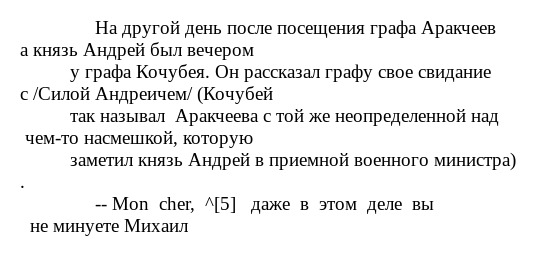 На другой день после посещения графа Аракчеев
а князь Андрей был вечером
у графа Кочубея. Он рассказал графу свое свидание
с /Силой Андреичем/ (Кочубей
так называл  Аракчеева с той же неопределенной над
чем-то насмешкой, которую
заметил князь Андрей в приемной военного министра)
.
-- Mon  cher,  ^[5]   даже  в  этом  деле  вы
не минуете Михаил